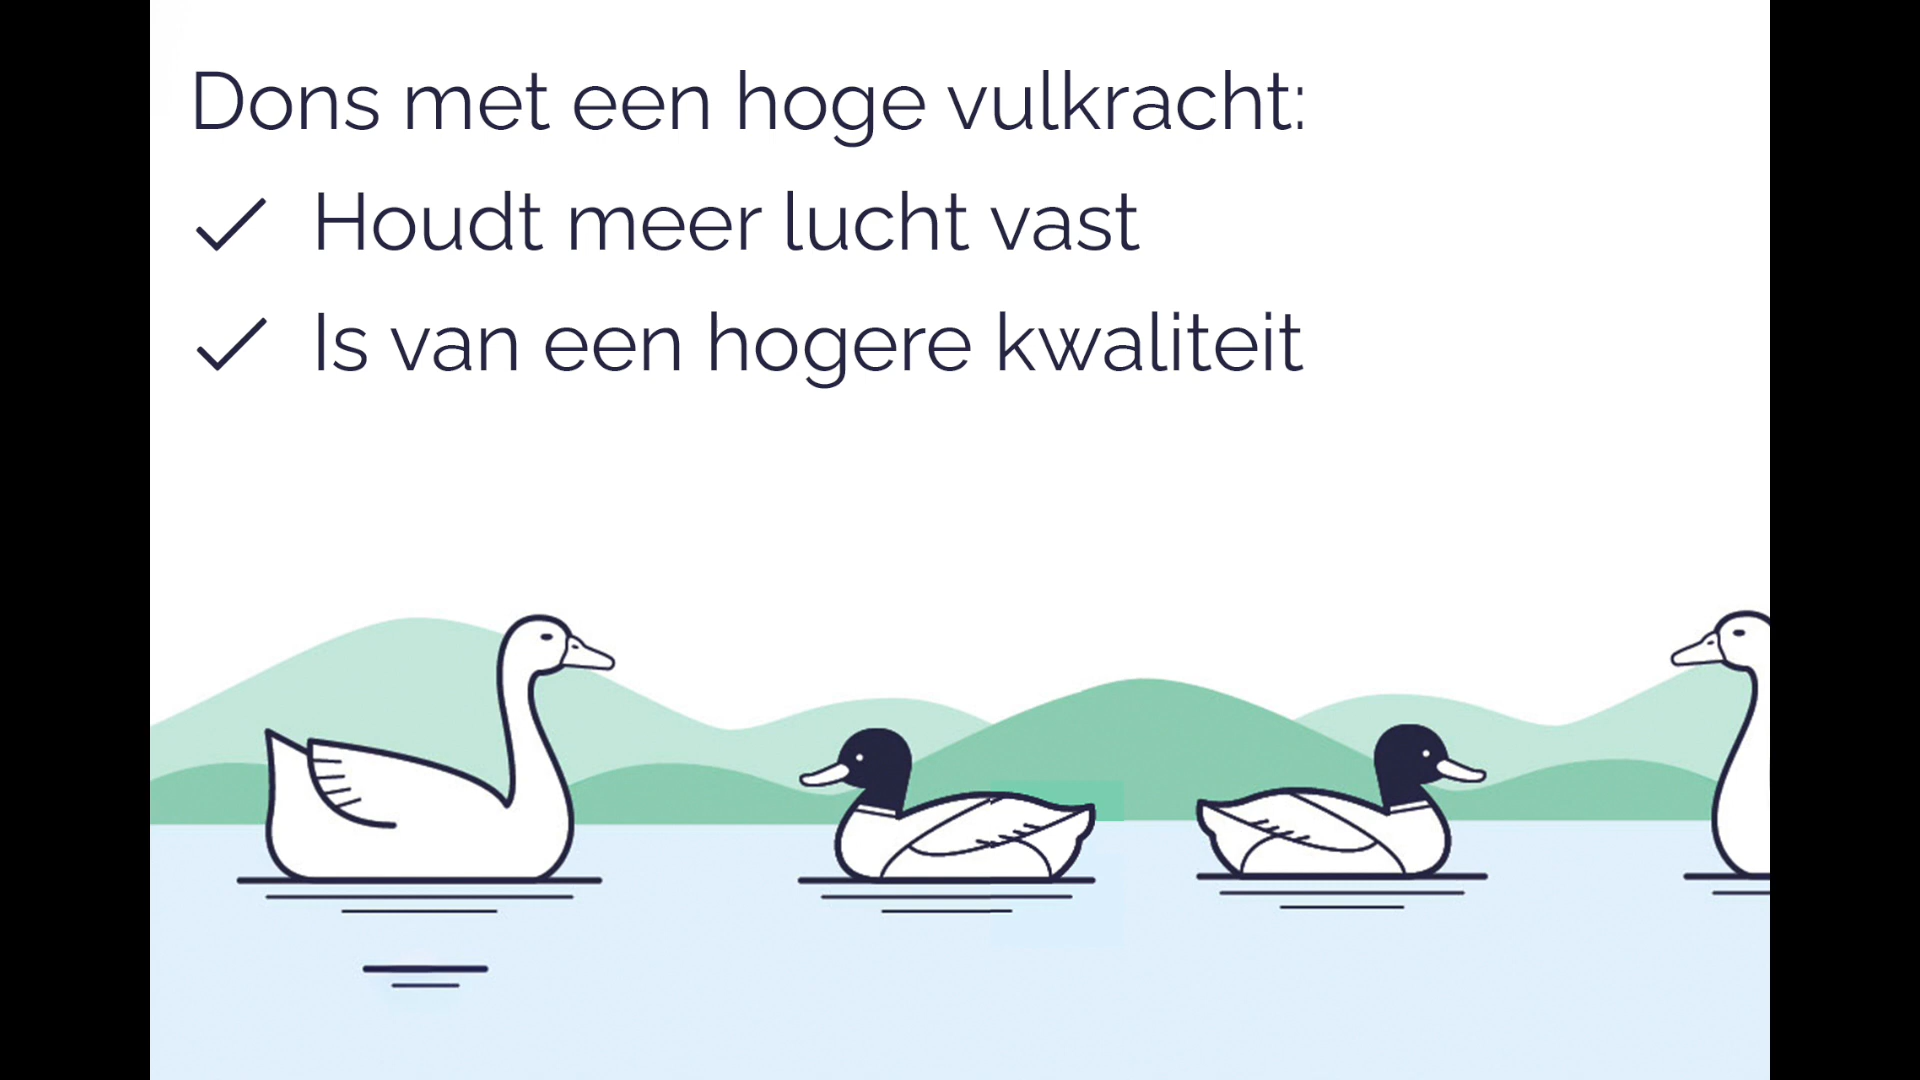 Dons met een hoge vulkracht:
Houdt meer lucht vast
Is van een hogere kwaliteit